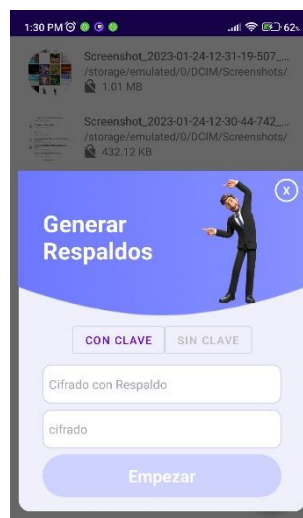 1:30 PM
62%
Screenshot_2023-01-24-12-31-19-507_...
/storage/emulated/0/DCIM/Screenshots/
1.01 MB
Screenshot_2023-01-24-12-30-44-742_...
/storage/emulated/0/DCIM/Screenshots/
432.12 KB
X
Generar
Respaldos
CON CLAVE SIN CLAVE
Cifrado con Respaldo
cifrado
Empezar